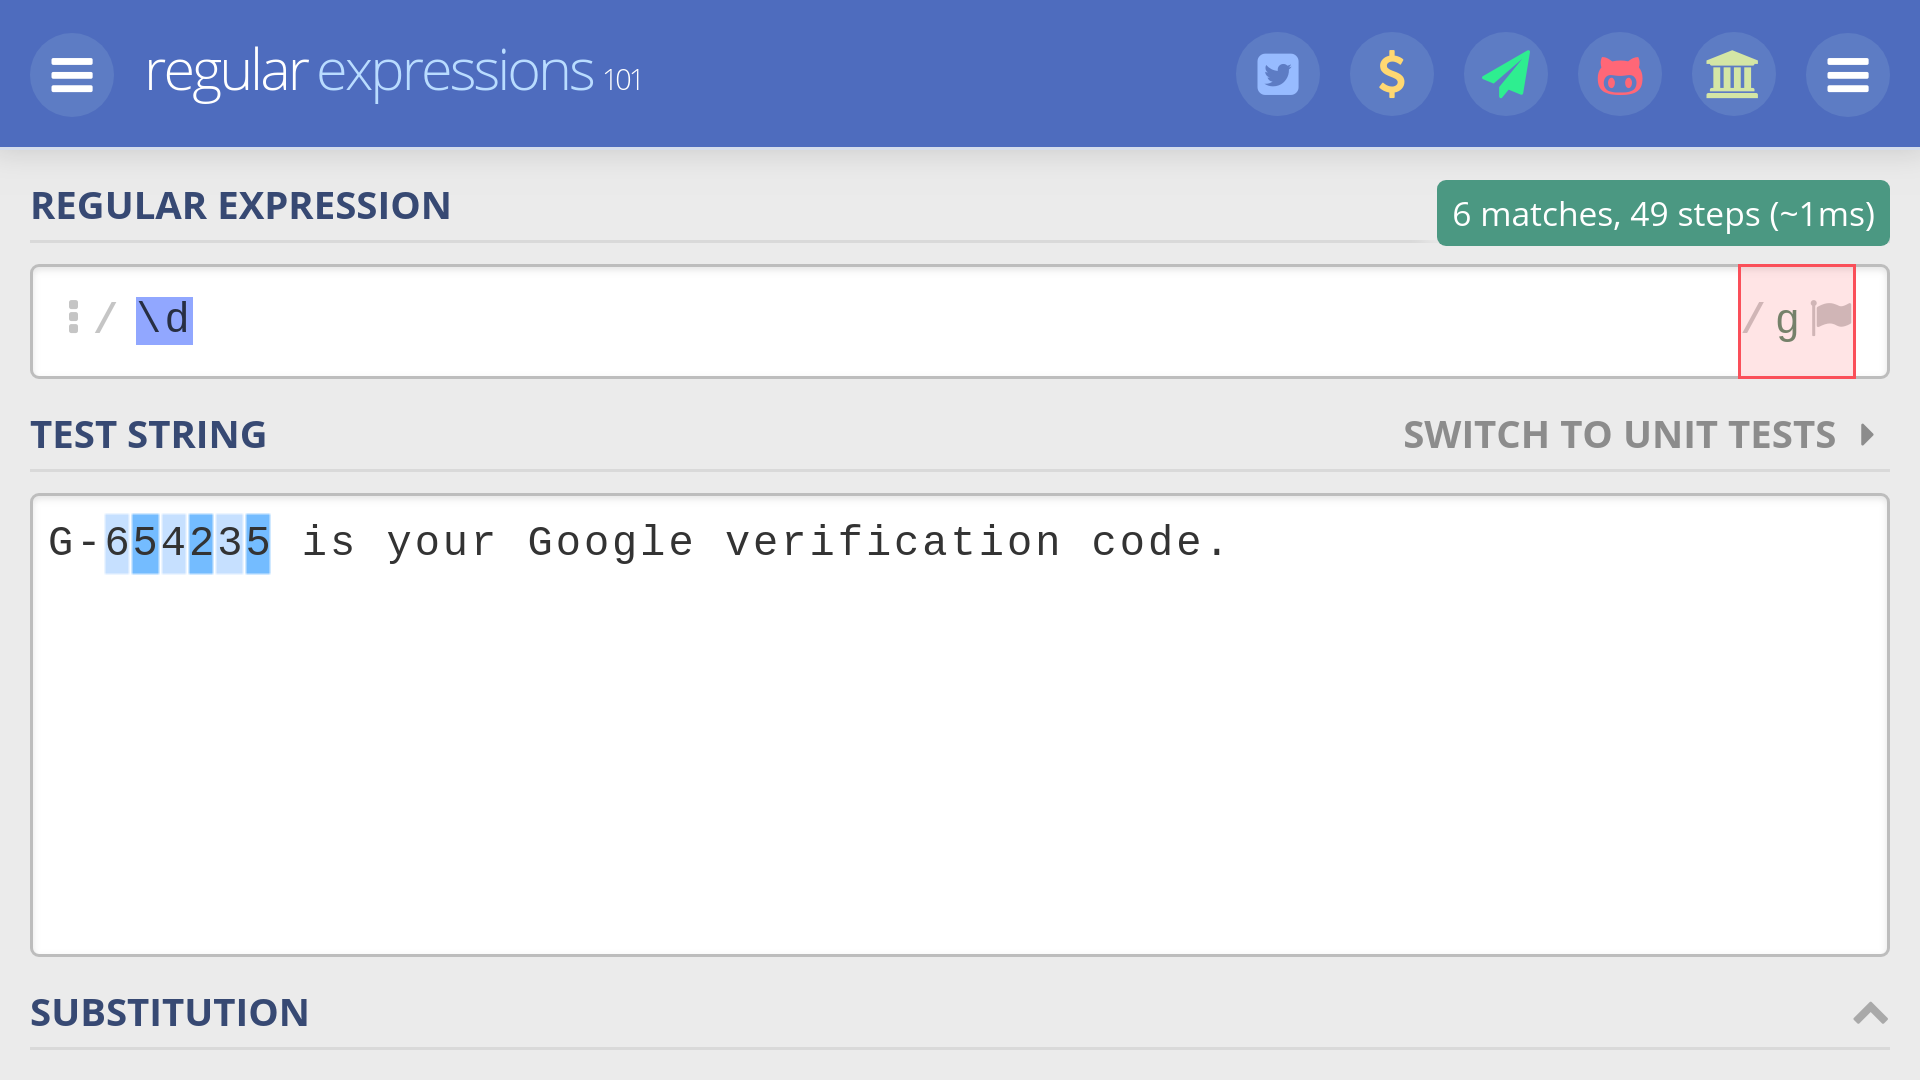 regular expressions 101
REGULAR EXPRESSION
6 matches, 49 steps (~1ms)
/ \d / g
TEST STRING
SWITCH TO UNIT TESTS
G-654235 is your Google verification code.
SUBSTITUTION